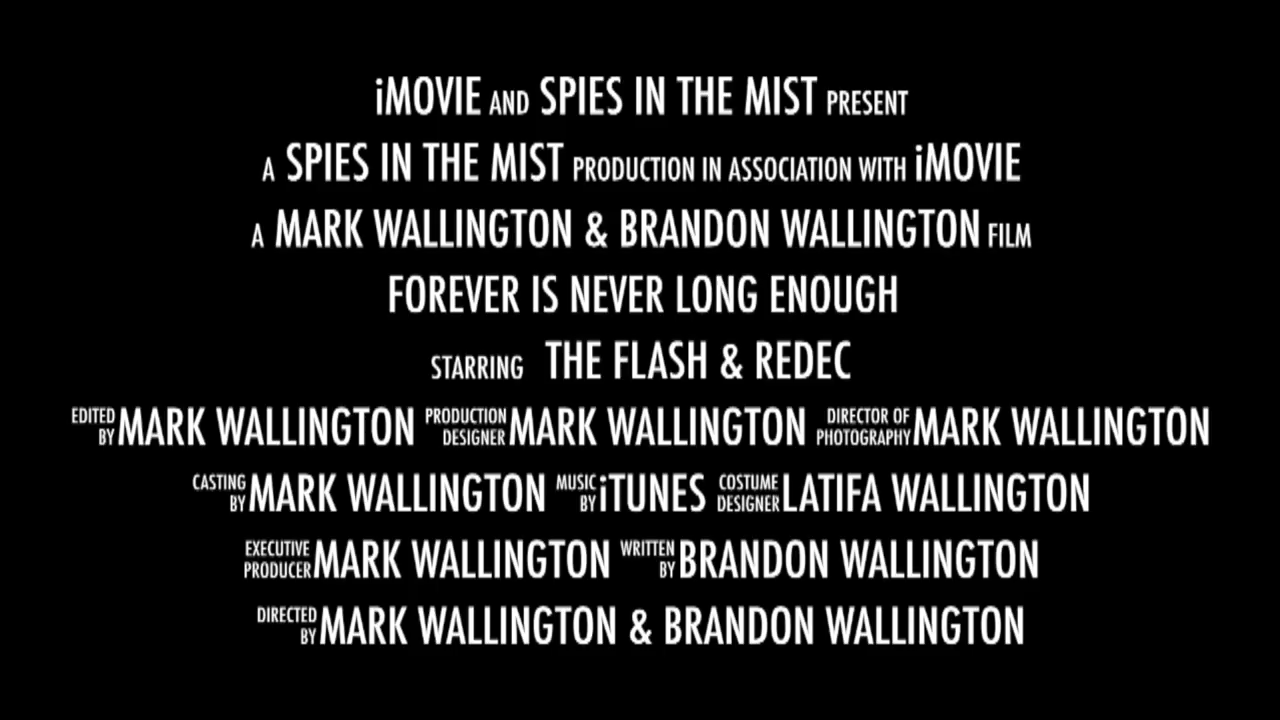 iMOVIE AND SPIES IN THE MIST PRESENT
A SPIES IN THE MIST PRODUCTION IN ASSOCIATION WITH iMOVIE
A MARK WALLINGTON & BRANDON WALLINGTON FILM
FOREVER IS NEVER LONG ENOUGH
STARRING THE FLASH & REDEC
EDITED BY MARK WALLINGTON PRODUCTION DESIGNER MARK WALLINGTON DIRECTOR OF PHOTOGRAPHY MARK WALLINGTON
CASTING BY MARK WALLINGTON MUSIC BY iTUNES COSTUME DESIGNER LATIFA WALLINGTON
EXECUTIVE PRODUCER MARK WALLINGTON WRITTEN BY BRANDON WALLINGTON
DIRECTED BY MARK WALLINGTON & BRANDON WALLINGTON